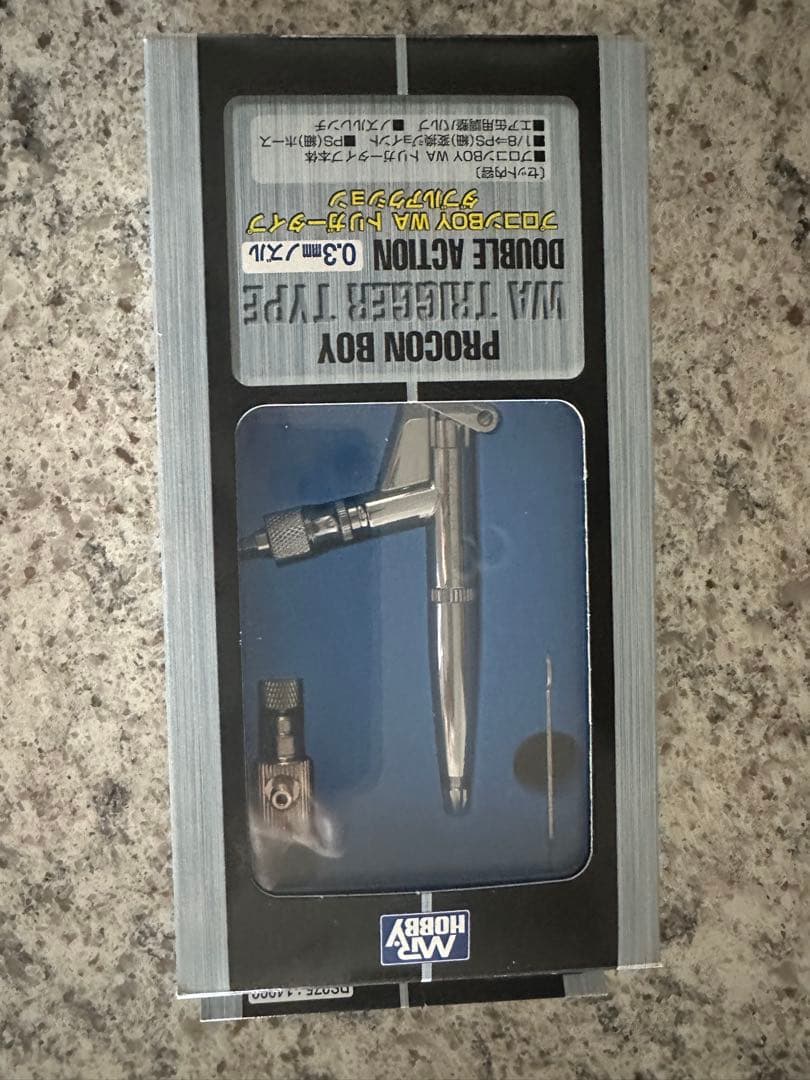 MR.
HOBBY
PROCON BOY
WA TRIGGER TYPE
DOUBLE ACTION 0.3mmノズル
プロコンBOY WA トリガータイプ
ダブルアクション
〔セット内容〕
■プロコンBOY WA トリガータイプ本体
■1/8⇒PS(細)変換ジョイント ■PS(細)ホース
■エア缶用調整バルブ ■ノズルレンチ